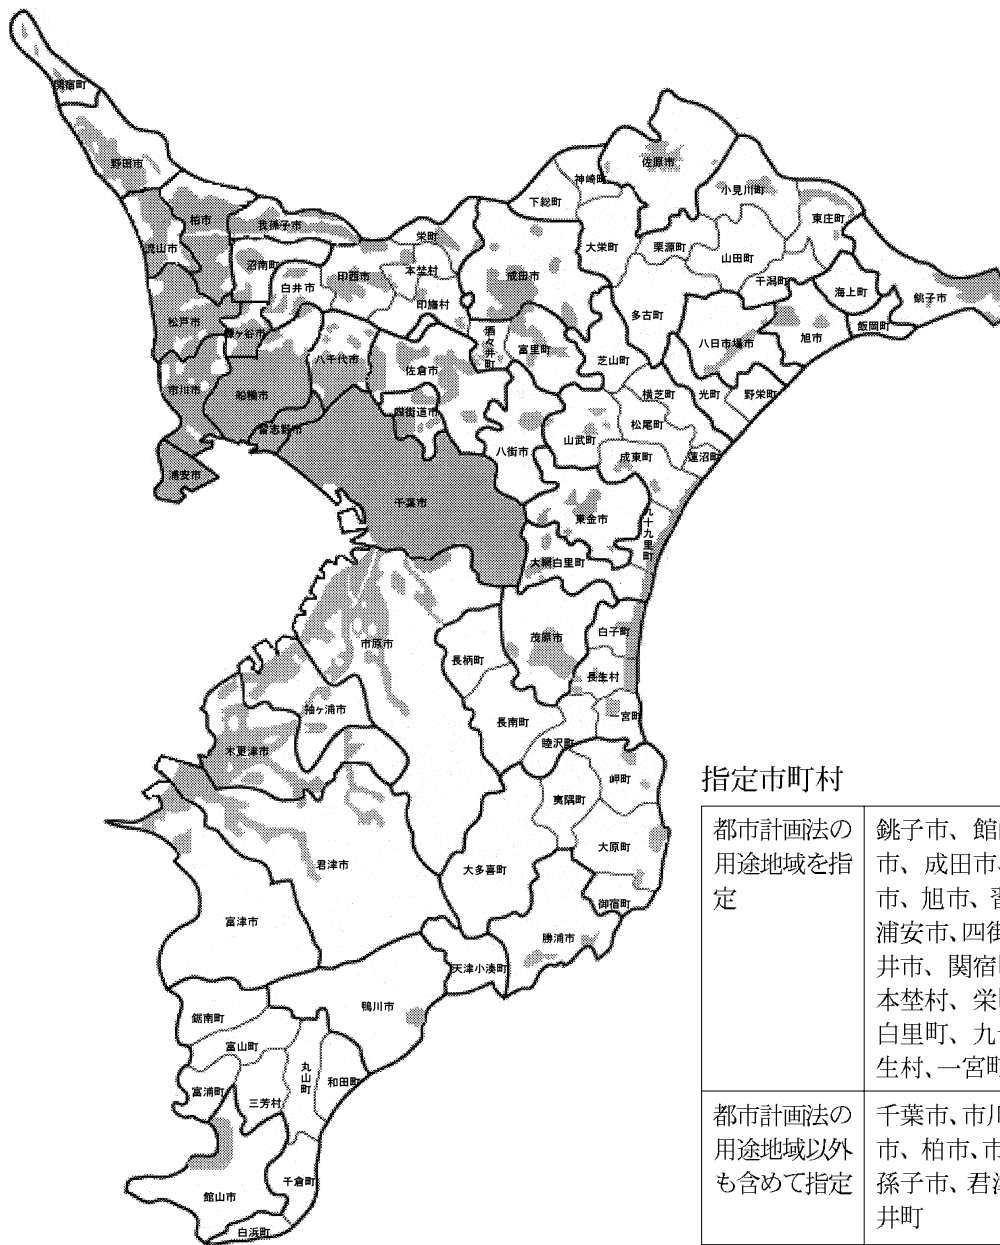 関宿町
野田市
佐原市
神崎町
小見川町
下総町
東庄町
柏市
我孫子市
栄町
流山市
大栄町
栗源町
山田町
沼南町
本埜村
印西市
成田市
干潟町
白井市
海上町
銚子市
印旛村
多古町
松戸市
飯岡町
鎌ヶ谷市
酒々井町
富里町
八日市場市
旭市
八千代市
佐倉市
芝山町
市川市
船橋市
横芝町
光町
野栄町
四街道市
松尾町
習志野市
山武町
八街市
成東町
蓮沼町
浦安市
千葉市
東金市
九十九里町
大網白里町
市原市
茂原市
白子町
長柄町
長生村
袖ヶ浦市
長南町
一宮町
睦沢町
木更津市
岬町
夷隅町
大原町
君津市
大多喜町
御宿町
富津市
勝浦市
天津小湊町
鴨川市
鋸南町
富山町
丸山町
和田町
富浦町
三芳村
千倉町
館山市
白浜町
指定市町村
都市計画法の
用途地域を指
定
銚子市、館
市、成田市、
市、旭市、
浦安市、四街
井市、関宿
本埜村、栄
白里町、九
生村、一宮町
都市計画法の
用途地域以外
も含めて指定
千葉市、市川
市、柏市、市
孫子市、君津
井町